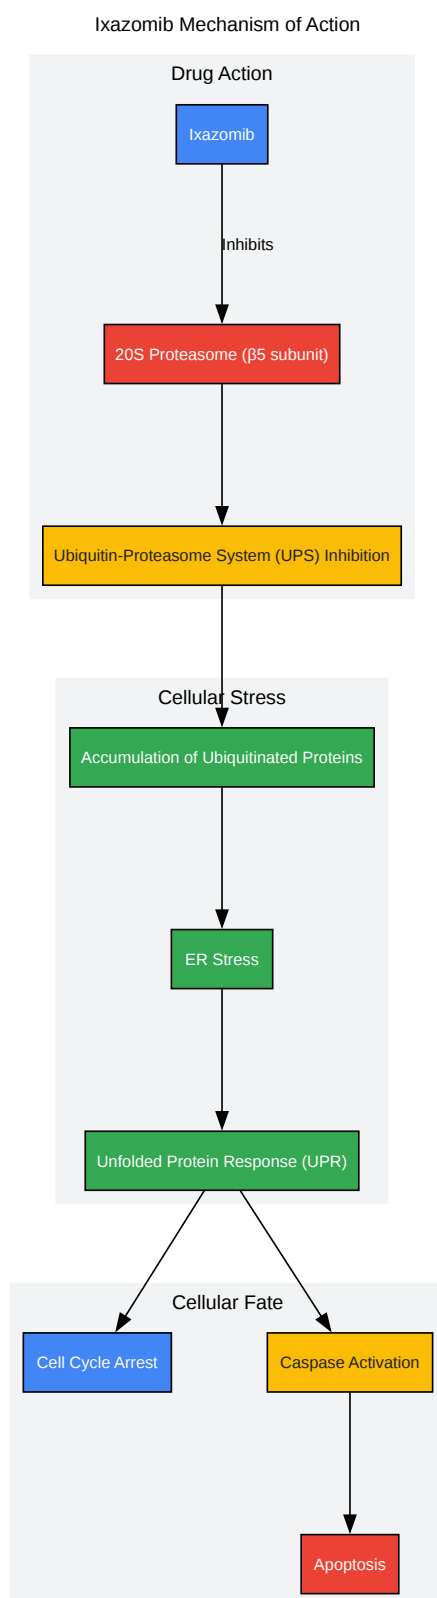 Ixazomib Mechanism of Action
Drug Action
Ixazomib
Inhibits
20S Proteasome (β5 subunit)
Ubiquitin-Proteasome System (UPS) Inhibition
Cellular Stress
Accumulation of Ubiquitinated Proteins
ER Stress
Unfolded Protein Response (UPR)
Cellular Fate
Cell Cycle Arrest
Caspase Activation
Apoptosis